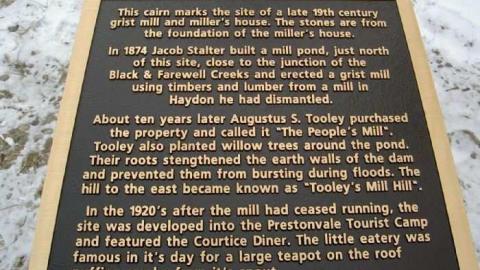 This cairn marks the site of a late 19th century
grist mill and miller's house. The stones are from
the foundation of the miller's house.
In 1874 Jacob Stalter built a mill pond, just north
of this site, close to the junction of the
Black & Farewell Creeks and erected a grist mill
using timbers and lumber from a mill in
Haydon he had dismantled.
About ten years later Augustus S. Tooley purchased
the property and called it "The People's Mill".
Tooley also planted willow trees around the pond.
Their roots stengthened the earth walls of the dam
and prevented them from bursting during floods. The
hill to the east became known as "Tooley's Mill Hill".
In the 1920's after the mill had ceased running, the
site was developed into the Prestonvale Tourist Camp
and featured the Courtice Diner. The little eatery was
famous in it's day for a large teapot on the roof